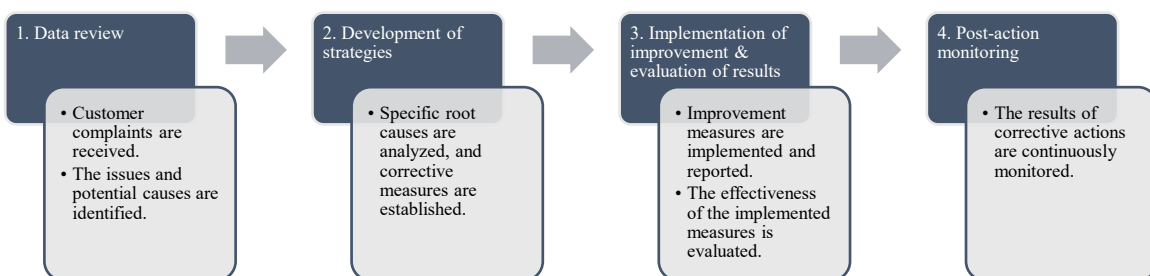 1. Data review
• Customer
complaints are
received.
• The issues and
potential causes are
identified.
2. Development of
strategies
• Specific root
causes are
analyzed, and
corrective
measures are
established.
3. Implementation of
improvement &
evaluation of results
• Improvement
measures are
implemented and
reported.
• The effectiveness
of the implemented
measures is
evaluated.
4. Post-action
monitoring
• The results of
corrective actions
are continuously
monitored.